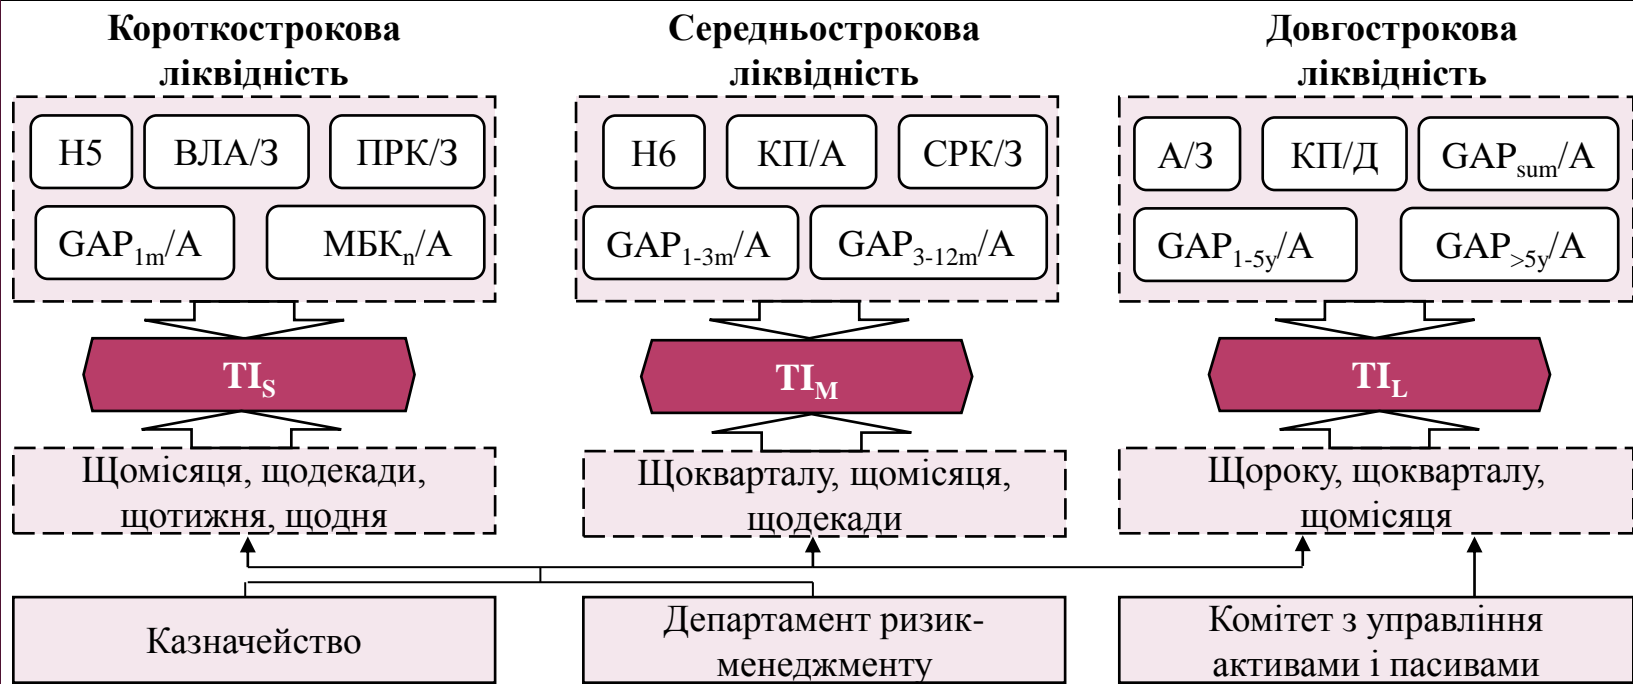 Короткострокова
ліквідність
Середньострокова
ліквідність
Довгострокова
ліквідність
Н5
ВЛА/З
ПРК/З
GAP1m/А
МБКn/А
Н6
КП/А
СРК/З
GAP1-3m/А
GAP3-12m/А
А/З
КП/Д
GAPsum/А
GAP1-5y/А
GAP>5y/А
TIS
TIM
TIL
Щомісяця, щодекади,
щотижня, щодня
Щокварталу, щомісяця,
щодекади
Щороку, щокварталу,
щомісяця
Казначейство
Департамент ризик-
менеджменту
Комітет з управління
активами і пасивами